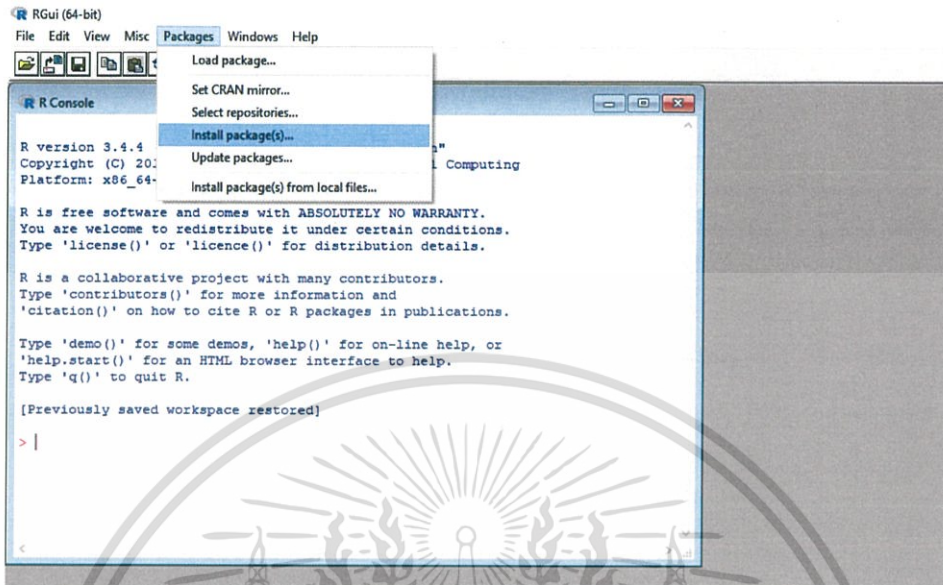 RGui (64-bit)
File Edit View Misc Packages Windows Help
Load package...
Set CRAN mirror...
Select repositories...
Install package(s)...
Update packages...
Install package(s) from local files...
R Console
R version 3.4.4
Copyright (C) 201 l Computing
Platform: x86_64-
R is free software and comes with ABSOLUTELY NO WARRANTY.
You are welcome to redistribute it under certain conditions.
Type 'license()' or 'licence()' for distribution details.
R is a collaborative project with many contributors.
Type 'contributors()' for more information and
'citation()' on how to cite R or R packages in publications.
Type 'demo()' for some demos, 'help()' for on-line help, or
'help.start()' for an HTML browser interface to help.
Type 'q()' to quit R.
[Previously saved workspace restored]
>